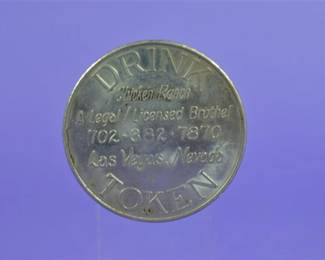 DRINK
Chicken Ranch
A Legal / Licensed Brothel
702-382-7870
Las Vegas, Nevada
TOKEN